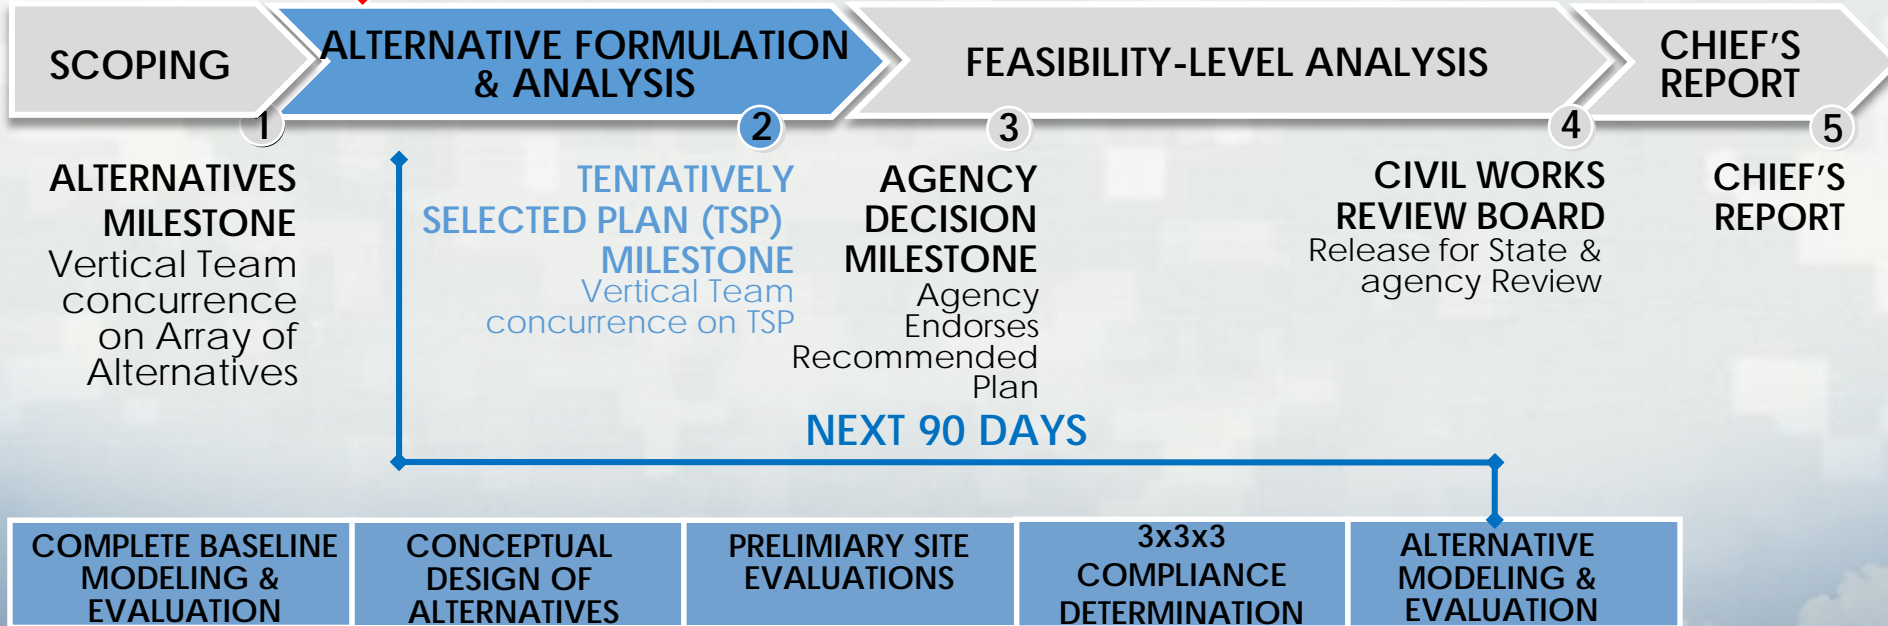 SCOPING
ALTERNATIVE FORMULATION
& ANALYSIS
FEASIBILITY-LEVEL ANALYSIS
CHIEF'S
REPORT
1
2
3
4
5
ALTERNATIVES
MILESTONE
Vertical Team
concurrence
on Array of
Alternatives
TENTATIVELY
SELECTED PLAN (TSP)
MILESTONE
Vertical Team
concurrence on TSP
AGENCY
DECISION
MILESTONE
Agency
Endorses
Recommended
Plan
CIVIL WORKS
REVIEW BOARD
Release for State &
agency Review
CHIEF'S
REPORT
NEXT 90 DAYS
COMPLETE BASELINE
MODELING &
EVALUATION
CONCEPTUAL
DESIGN OF
ALTERNATIVES
PRELIMIARY SITE
EVALUATIONS
3x3x3
COMPLIANCE
DETERMINATION
ALTERNATIVE
MODELING &
EVALUATION